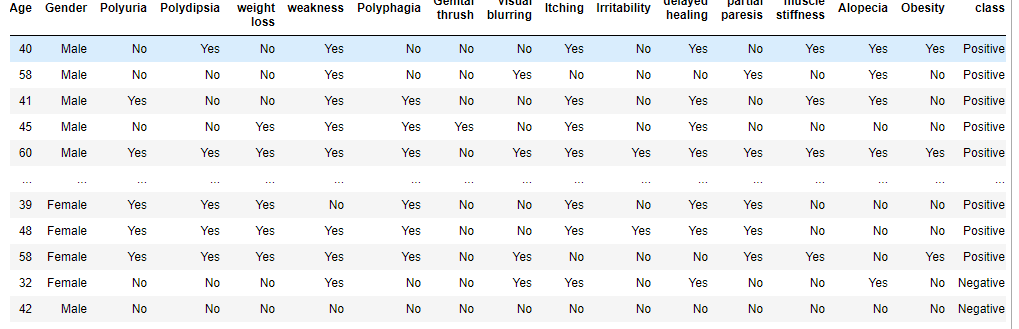 Age Gender Polyuria Polydipsia weight loss weakness Polyphagia Genital thrush visual blurring Itching Irritability delayed healing partial paresis muscle stiffness Alopecia Obesity class
40 Male No Yes No Yes No No No Yes No Yes No Yes Yes Yes Positive
58 Male No No No Yes No No Yes No No No Yes No Yes No Positive
41 Male Yes No No Yes Yes No No Yes No Yes No Yes Yes No Positive
45 Male No No Yes Yes Yes Yes No Yes No Yes No No No No Positive
60 Male Yes Yes Yes Yes Yes No Yes Yes Yes Yes Yes Yes Yes Yes Positive
... ... ... ... ... ... ... ... ... ... ... ... ... ... ... ... ...
39 Female Yes Yes Yes No Yes No No Yes No Yes Yes No No No Positive
48 Female Yes Yes Yes Yes Yes No No Yes Yes Yes Yes No No No Positive
58 Female Yes Yes Yes Yes Yes No Yes No No No Yes Yes No Yes Positive
32 Female No No No Yes No No Yes Yes No Yes No No Yes No Negative
42 Male No No No No No No No No No No No No No No Negative